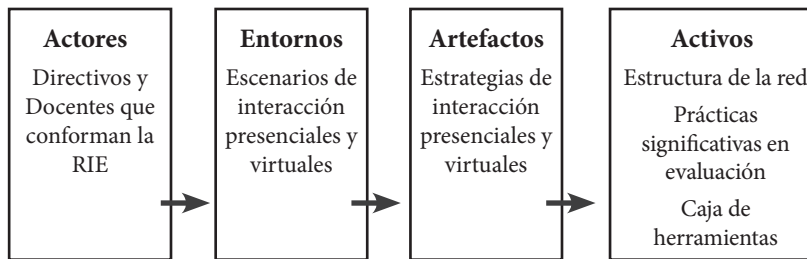 Actores
Directivos y
Docentes que
conforman la
RIE
Entornos
Escenarios de
interacción
presenciales y
virtuales
Artefactos
Estrategias de
interacción
presenciales y
virtuales
Activos
Estructura de la red
Prácticas
significativas en
evaluación
Caja de
herramientas